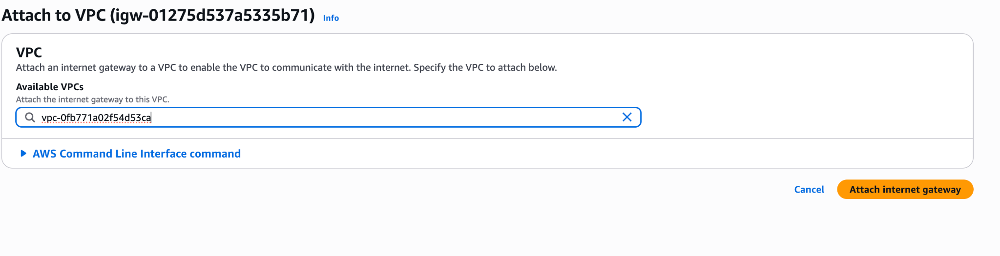 Attach to VPC (igw-01275d537a5335b71) Info
VPC
Attach an internet gateway to a VPC to enable the VPC to communicate with the internet. Specify the VPC to attach below.
Available VPCs
Attach the internet gateway to this VPC.
vpc-0fb771a02f54d53ca
AWS Command Line Interface command
Cancel Attach internet gateway